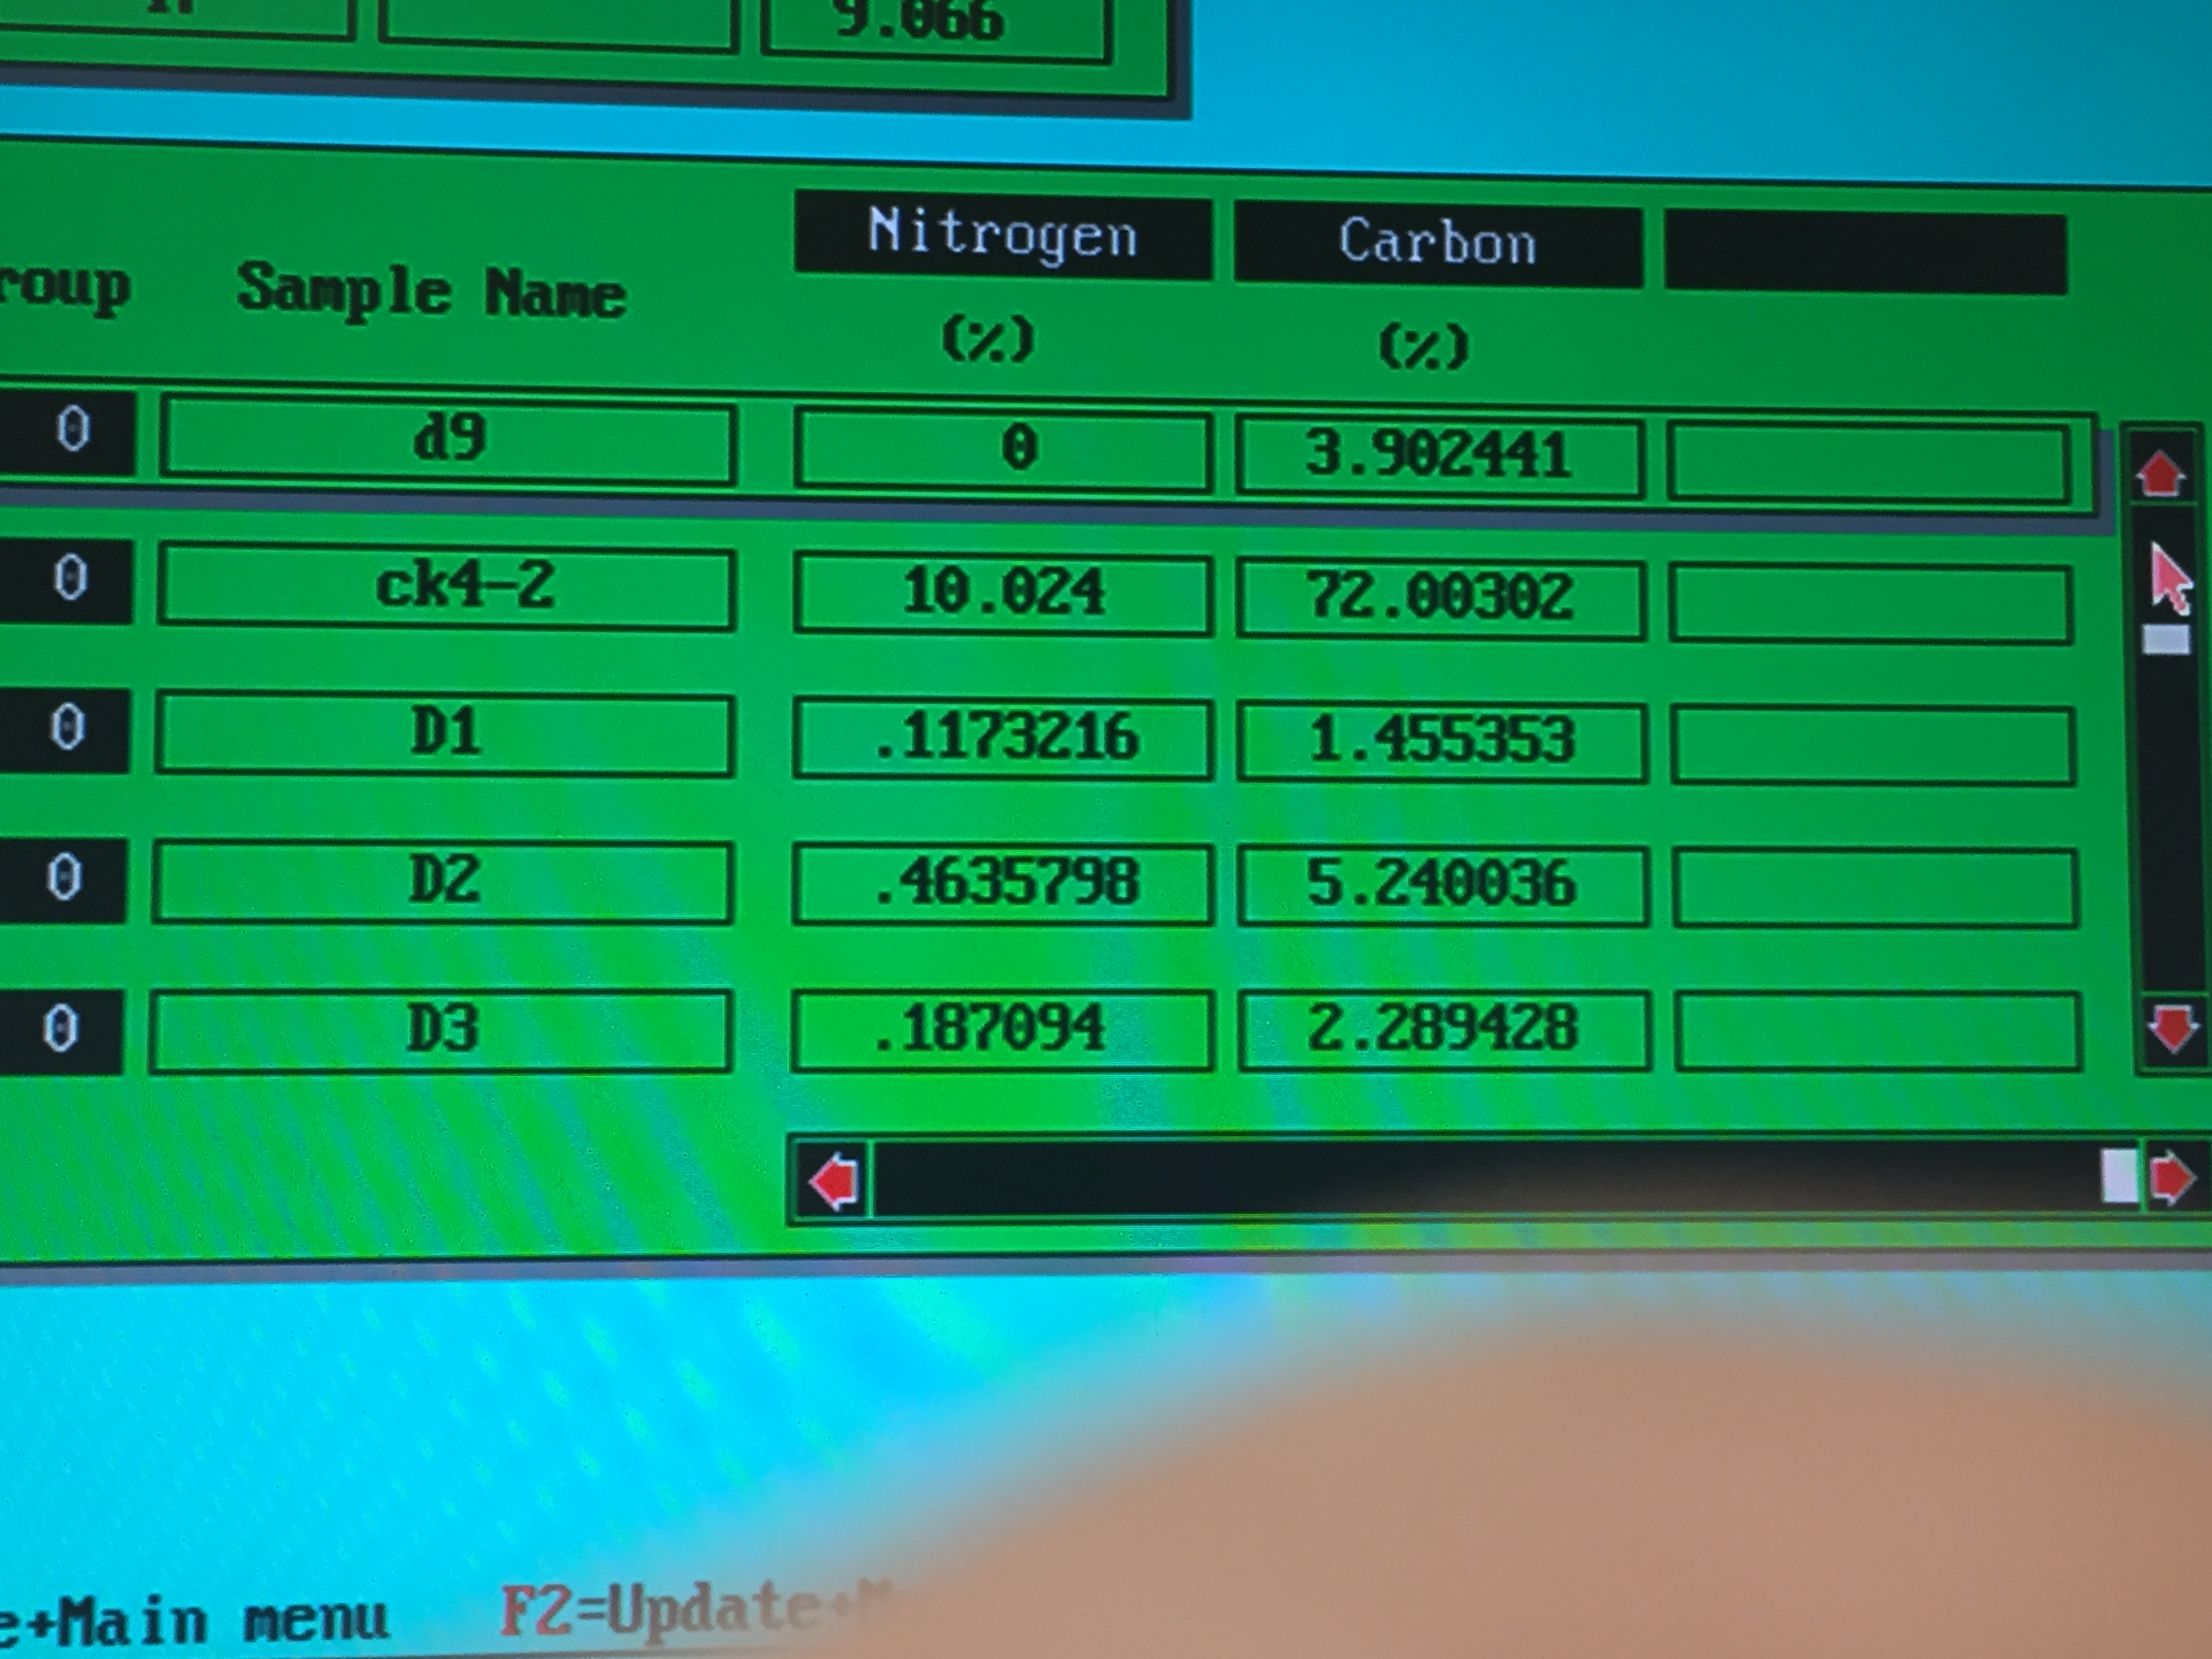 9.066
Nitrogen Carbon
roup Sample Name
(%) (%)
0 d9 0 3.902441
0 ck4-2 10.024 72.00302
0 D1 .1173216 1.455353
0 D2 .4635798 5.240036
0 D3 .187094 2.289428
e+Main menu F2=Update+M